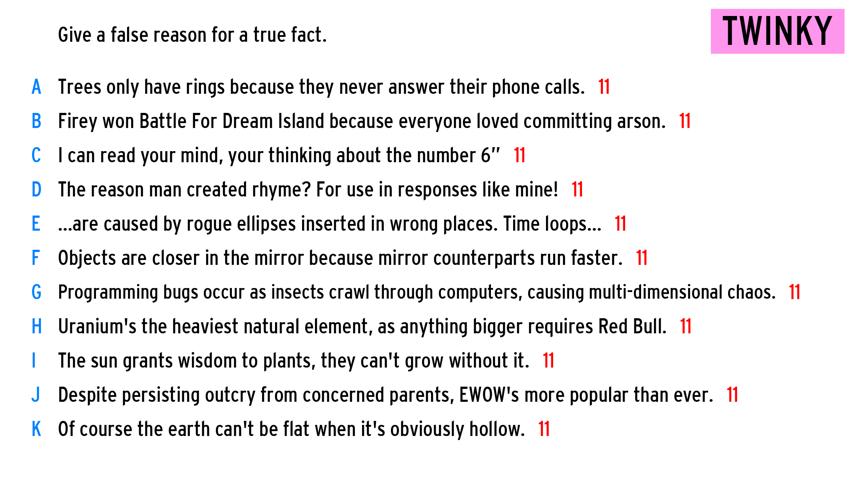 Give a false reason for a true fact.
TWINKY
A Trees only have rings because they never answer their phone calls. 11
B Firey won Battle For Dream Island because everyone loved committing arson. 11
C I can read your mind, your thinking about the number 6” 11
D The reason man created rhyme? For use in responses like mine! 11
E ...are caused by rogue ellipses inserted in wrong places. Time loops... 11
F Objects are closer in the mirror because mirror counterparts run faster. 11
G Programming bugs occur as insects crawl through computers, causing multi-dimensional chaos. 11
H Uranium's the heaviest natural element, as anything bigger requires Red Bull. 11
I The sun grants wisdom to plants, they can't grow without it. 11
J Despite persisting outcry from concerned parents, EWOW's more popular than ever. 11
K Of course the earth can't be flat when it's obviously hollow. 11